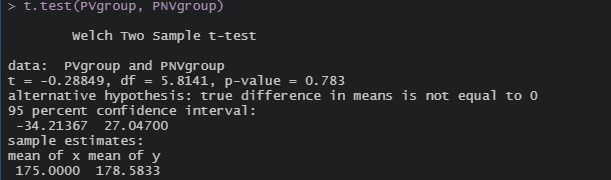 > t.test(PVgroup, PNVgroup)
Welch Two Sample t-test
data:  PVgroup and PNVgroup
t = -0.28849, df = 5.8141, p-value = 0.783
alternative hypothesis: true difference in means is not equal to 0
95 percent confidence interval:
-34.21367  27.04700
sample estimates:
mean of x mean of y
175.0000  178.5833